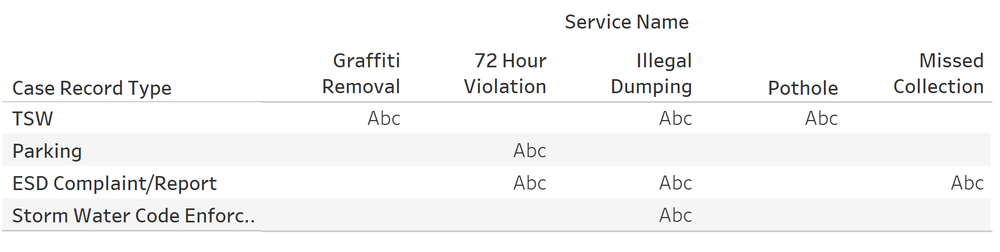 Service Name
Graffiti 72 Hour Illegal Missed
Case Record Type Removal Violation Dumping Pothole Collection
TSW Abc Abc Abc
Parking Abc
ESD Complaint/Report Abc Abc Abc
Storm Water Code Enforc.. Abc